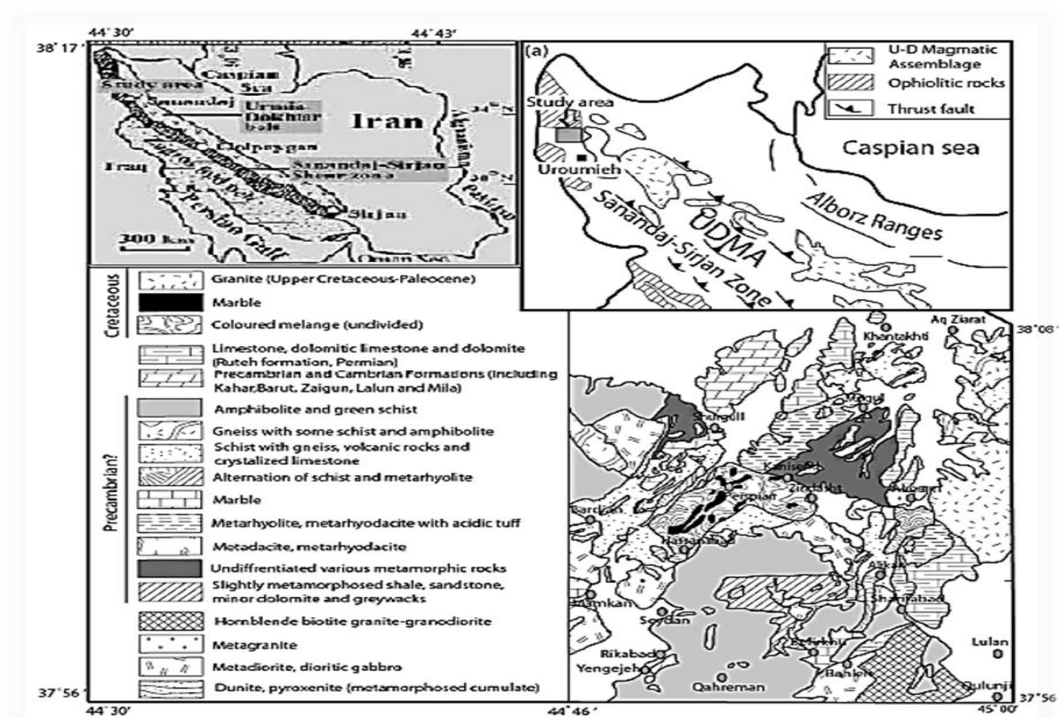 44°30'
44°43'
38°17'
Study area
Caspian
Sea
Sanandaj
Urmia-
Dokhtar
belt
Iran
Golpaygan
Iraq
Sanandaj-Sirjan
Shear zone
Sirjan
Persian Gulf
300 km
(a)
U-D Magmatic
Assemblage
Ophiolitic rocks
Thrust fault
Study area
Uroumieh
Caspian sea
Alborz Ranges
UDMA
Sanandaj-Sirjan Zone
Cretaceous
Granite (Upper Cretaceous-Paleocene)
Marble
Coloured melange (undivided)
Limestone, dolomitic limestone and dolomite
(Ruteh formation, Permian)
Precambrian and Cambrian Formations (including
Kahar,Barut, Zaigun, Lalun and Mila)
Precambrian?
Amphibolite and green schist
Gneiss with some schist and amphibolite
Schist with gneiss, volcanic rocks and
crystalized limestone
Alternation of schist and metarhyolite
Marble
Metarhyolite, metarhyodacite with acidic tuff
Metadacite, metarhyodacite
Undiffrentiated various metamorphic rocks
Slightly metamorphosed shale, sandstone,
minor dolomite and greywacks
Hornblende biotite granite-granodiorite
Metagranite
Metadiorite, dioritic gabbro
Dunite, pyroxenite (metamorphosed cumulate)
Aq Ziarat
38°08'
Khantakhti
Shurgull
Zindasht
Hassanabad
Mamkan
Seydan
Sharifabad
Rikabad
Yengejeh
Qahreman
Lulan
37°56'
37°56
44°30'
44°46
45°00'